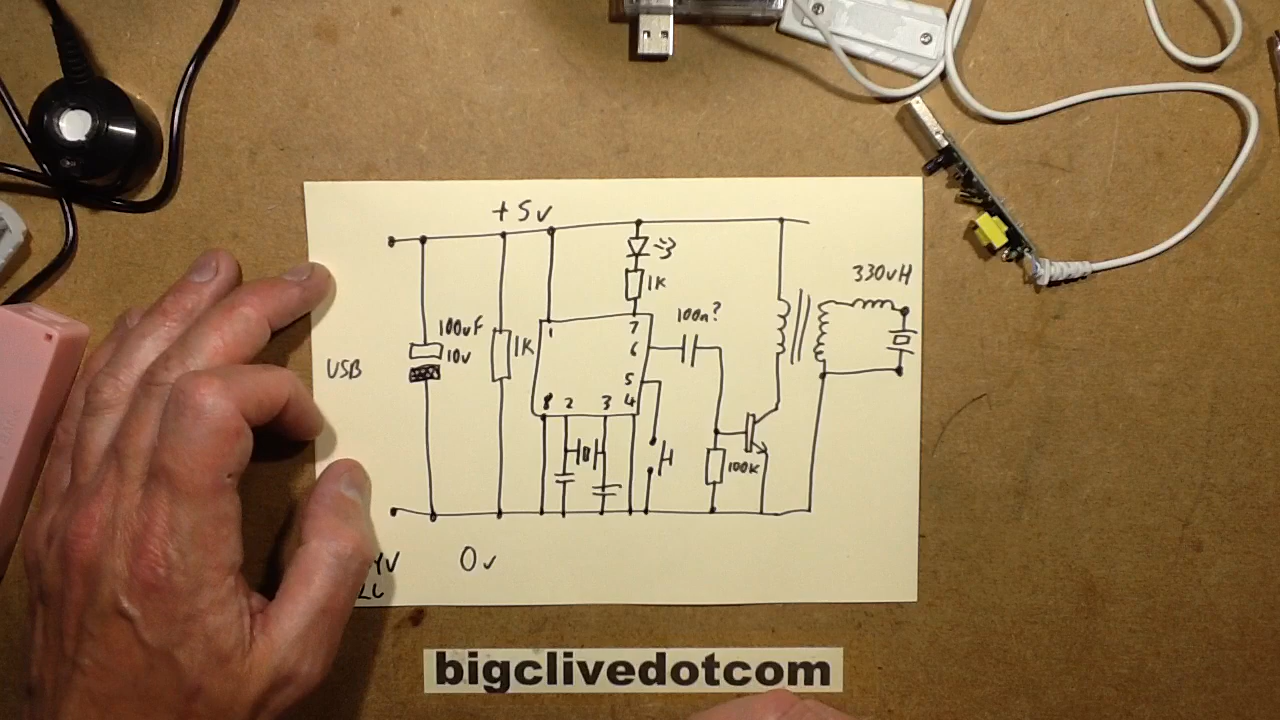 +5v
330uH
1K
100uF
10v
1K
1
7
100n?
6
USB
5
8 2 3 4
100K
0v
bigclivedotcom